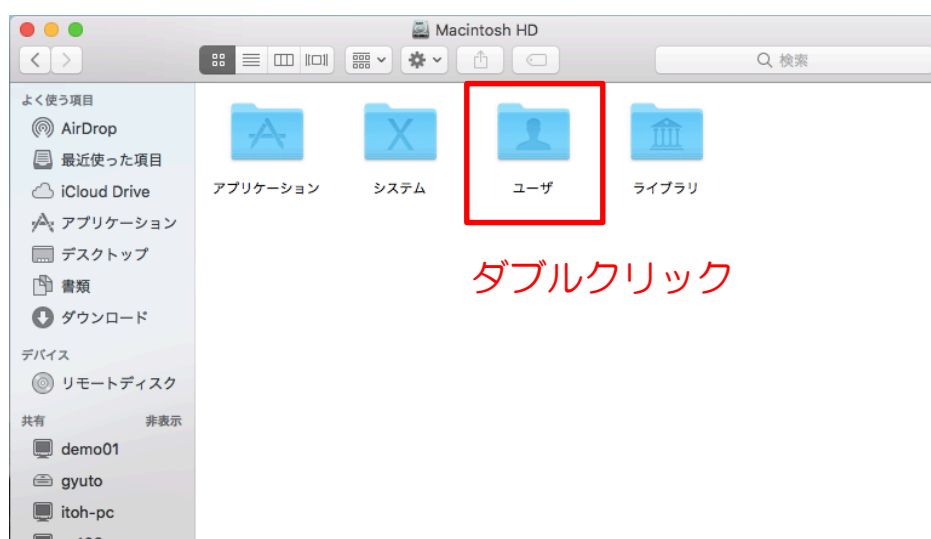 Macintosh HD
検索
よく使う項目
AirDrop
最近使った項目
iCloud Drive
アプリケーション
デスクトップ
書類
ダウンロード
デバイス
リモートディスク
共有 非表示
demo01
gyuto
itoh-pc
アプリケーション システム ユーザ ライブラリ
ダブルクリック